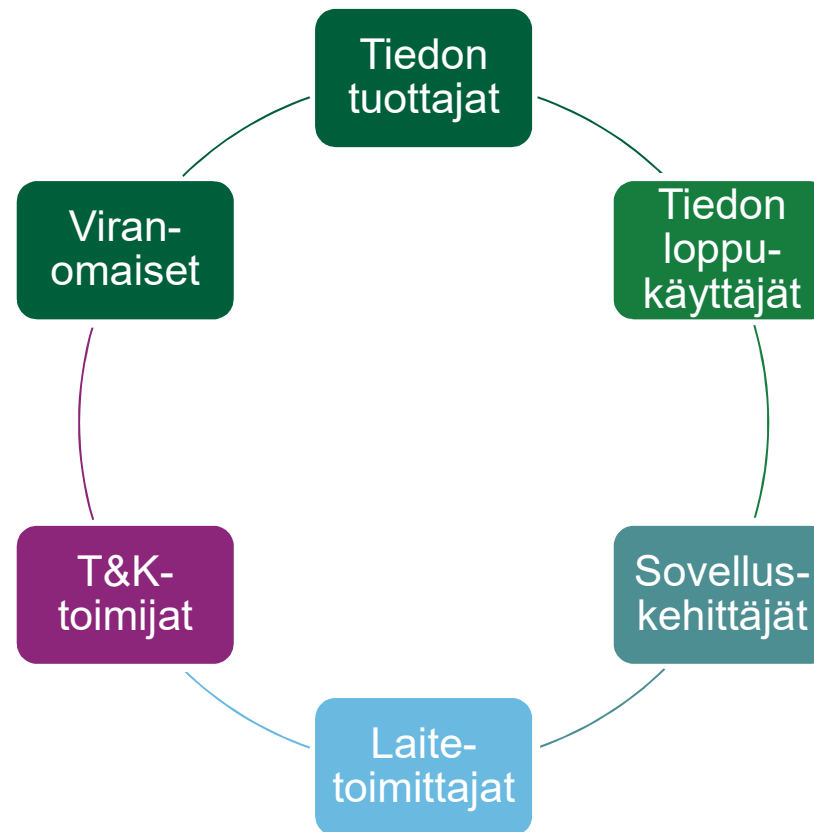 Tiedon
tuottajat
Tiedon
loppu-
käyttäjät
Sovellus-
kehittäjät
Laite-
toimittajat
T&K-
toimijat
Viran-
omaiset